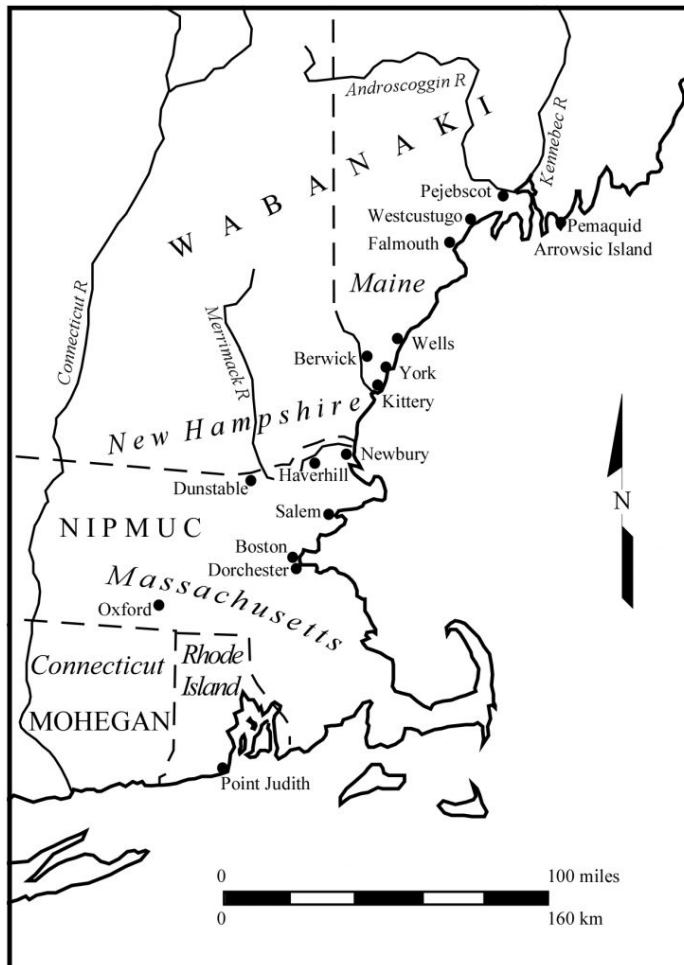 Androscoggin R
Kennebec R
WABANAKI
Pejebscot
Westcustugo
Pemaquid
Falmouth
Arrowsic Island
Maine
Connecticut R
Merrimack R
Wells
Berwick
York
Kittery
New Hampshire
Newbury
Haverhill
Dunstable
N
Salem
NIPMUC
Boston
Dorchester
Massachusetts
Oxford
Connecticut
Rhode
Island
MOHEGAN
Point Judith
0 100 miles
0 160 km